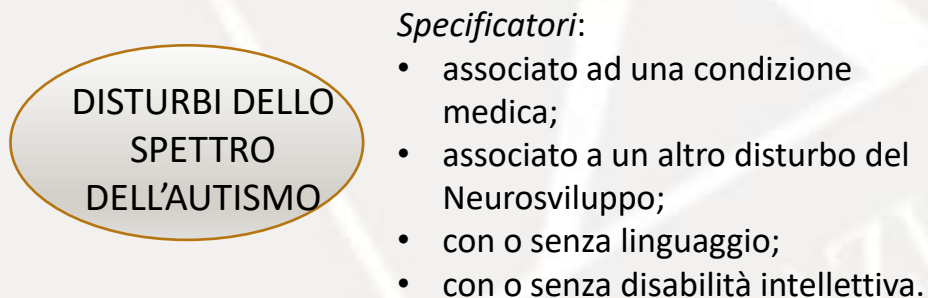 DISTURBI DELLO
SPETTRO
DELL'AUTISMO
Specificatori:
• associato ad una condizione
medica;
• associato a un altro disturbo del
Neurosviluppo;
• con o senza linguaggio;
• con o senza disabilità intellettiva.